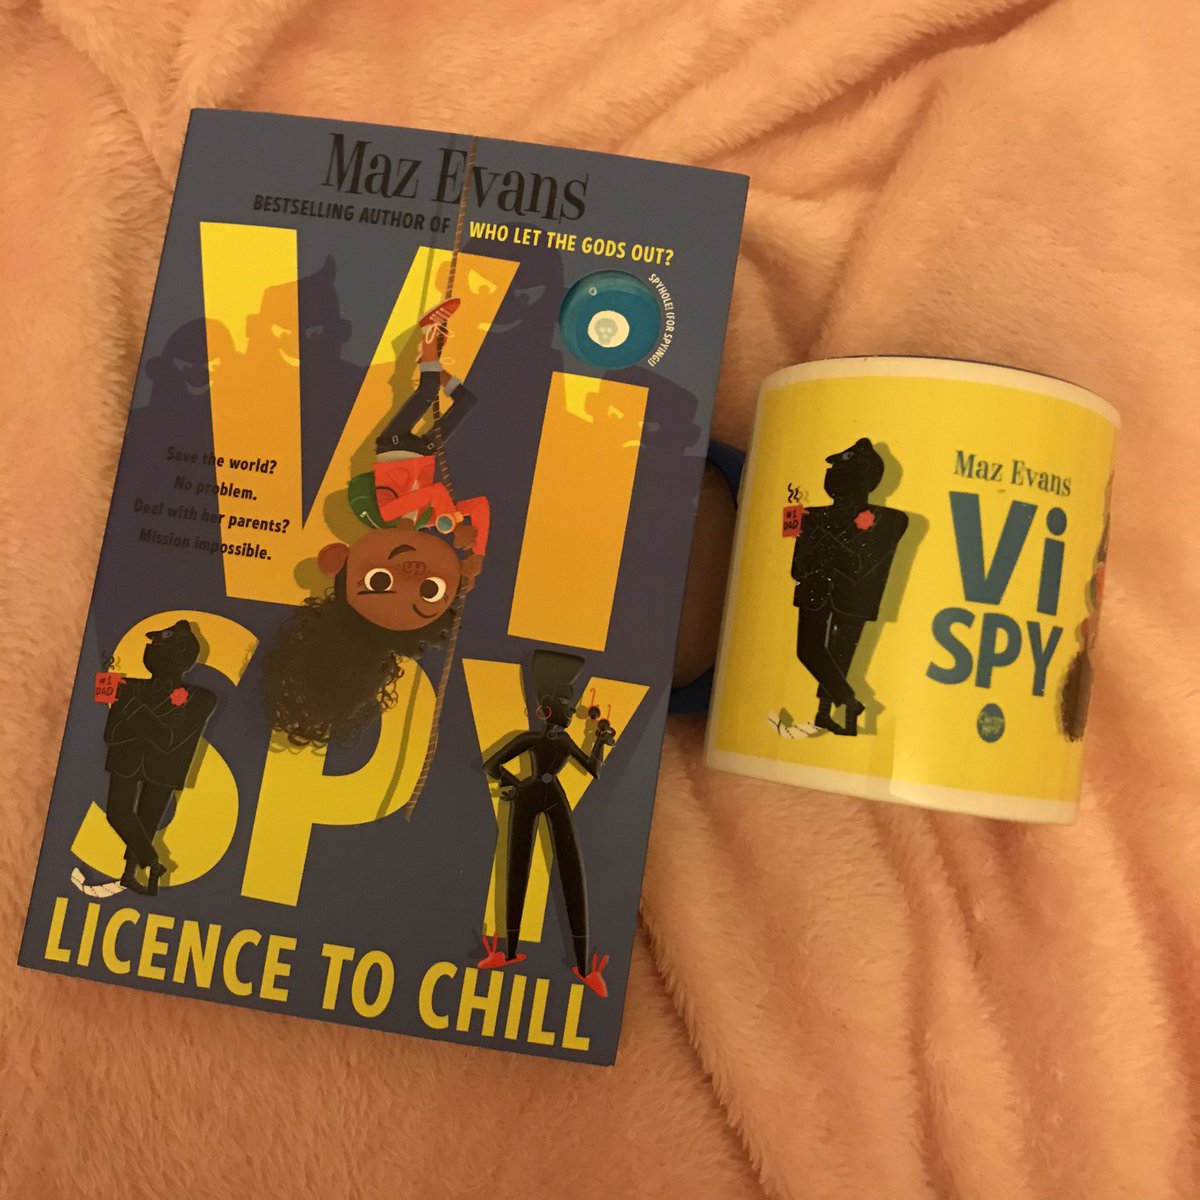 Maz Evans
BESTSELLING AUTHOR OF WHO LET THE GODS OUT?
SPYHOLE! (FOR SPYING!)
Vi
Save the world?
No problem.
Deal with her parents?
Mission impossible.
#1
DAD
SPY
LICENCE TO CHILL
Maz Evans
#1
DAD
Vi
SPY